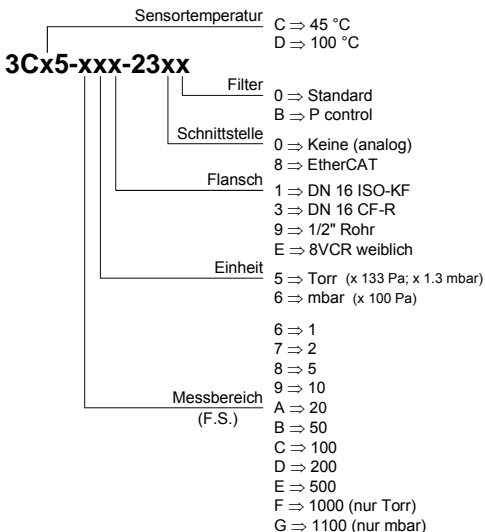 Sensortemperatur
C ⇒ 45 °C
D ⇒ 100 °C
3Cx5-xxx-23xx
Filter
0 ⇒ Standard
B ⇒ P control
Schnittstelle
0 ⇒ Keine (analog)
8 ⇒ EtherCAT
Flansch
1 ⇒ DN 16 ISO-KF
3 ⇒ DN 16 CF-R
9 ⇒ 1/2" Rohr
E ⇒ 8VCR weiblich
Einheit
5 ⇒ Torr (x 133 Pa; x 1.3 mbar)
6 ⇒ mbar (x 100 Pa)
Messbereich
(F.S.)
6 ⇒ 1
7 ⇒ 2
8 ⇒ 5
9 ⇒ 10
A ⇒ 20
B ⇒ 50
C ⇒ 100
D ⇒ 200
E ⇒ 500
F ⇒ 1000 (nur Torr)
G ⇒ 1100 (nur mbar)